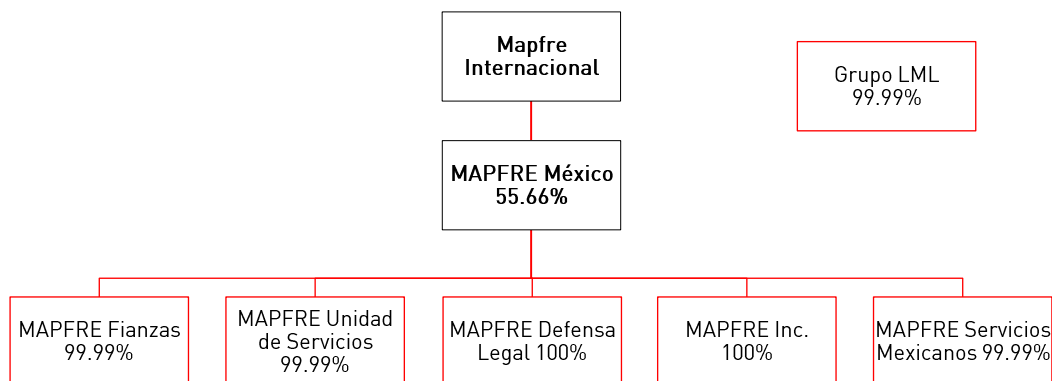 Mapfre
Internacional
Grupo LML
99.99%
MAPFRE México
55.66%
MAPFRE Fianzas
99.99%
MAPFRE Unidad
de Servicios
99.99%
MAPFRE Defensa
Legal 100%
MAPFRE Inc.
100%
MAPFRE Servicios
Mexicanos 99.99%